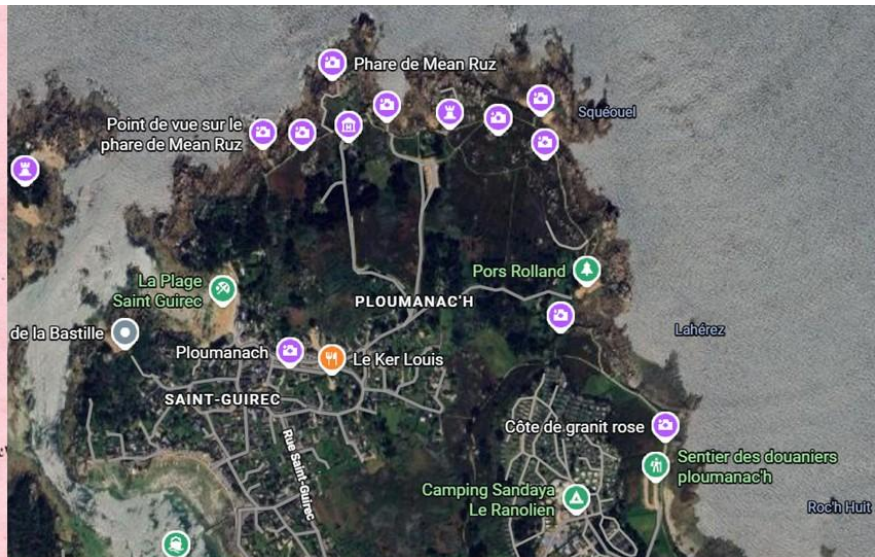 Phare de Mean Ruz
Squéouel
Point de vue sur le
phare de Mean Ruz
La Plage
Saint Guirec
Pors Rolland
PLOUMANAC'H
de la Bastille
Lahérez
Ploumanach
Le Ker Louis
SAINT-GUIREC
Côte de granit rose
Rue Saint-Guirec
Sentier des douaniers
ploumanac'h
Camping Sandaya
Le Ranolien
Roc'h Huit